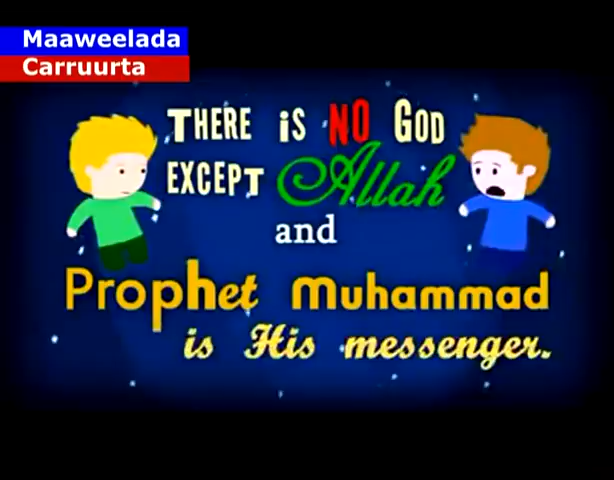 Maaweelada
Carruurta
THERE iS NO GOD
EXCEPT Allah
and
Prophet Muhammad
is His messenger.